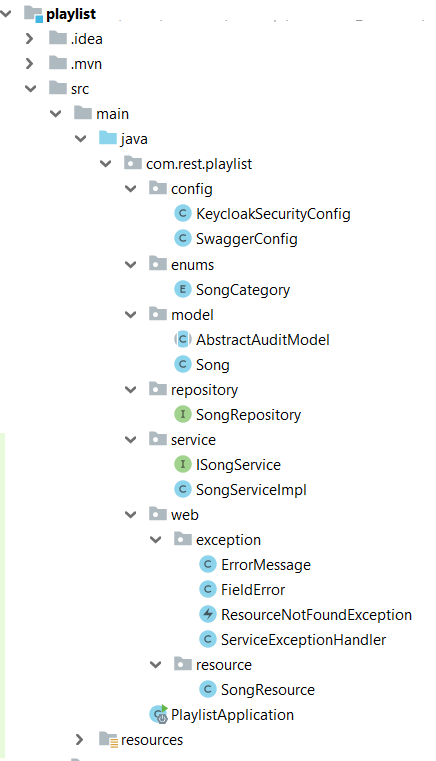 playlist
.idea
.mvn
src
main
java
com.rest.playlist
config
C KeycloakSecurityConfig
C SwaggerConfig
enums
E SongCategory
model
C AbstractAuditModel
C Song
repository
I SongRepository
service
I ISongService
C SongServiceImpl
web
exception
C ErrorMessage
C FieldError
ResourceNotFoundException
C ServiceExceptionHandler
resource
C SongResource
PlaylistApplication
resources